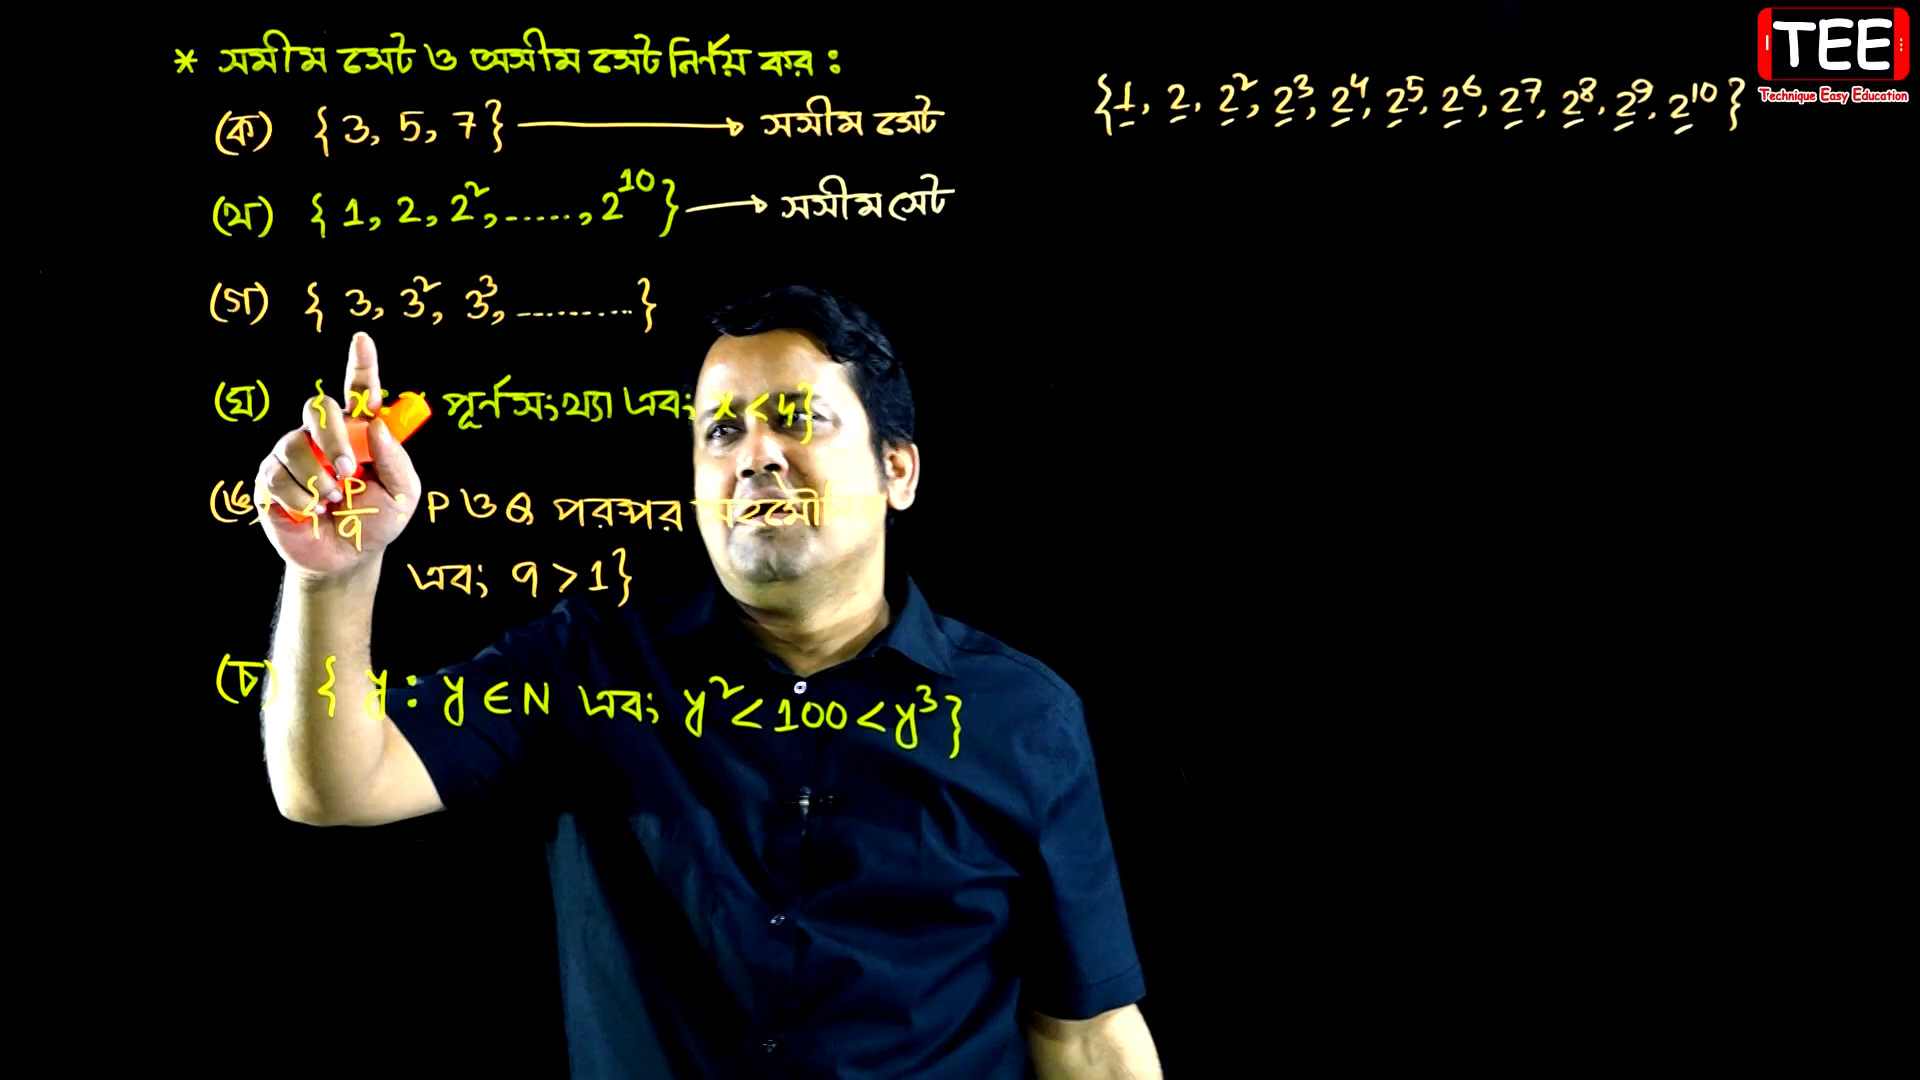 * সসীম সেট ও অসীম সেট নির্ণয় কর :
(ক) {3, 5, 7} → সসীম সেট
(খ) {1, 2, 2², ......, 2¹⁰} → সসীম সেট
(গ) {3, 3², 3³, ..........}
(ঘ) {x : x পূর্ণসংখ্যা এবং x < 4}
(ঙ) {p/q : P ও Q পরস্পর সহমৌলিক
এবং q > 1}
(চ) {y : y ∈ N এবং y² < 100 < y³}
{1, 2, 2², 2³, 2⁴, 2⁵, 2⁶, 2⁷, 2⁸, 2⁹, 2¹⁰}
TEE
Technique Easy Education